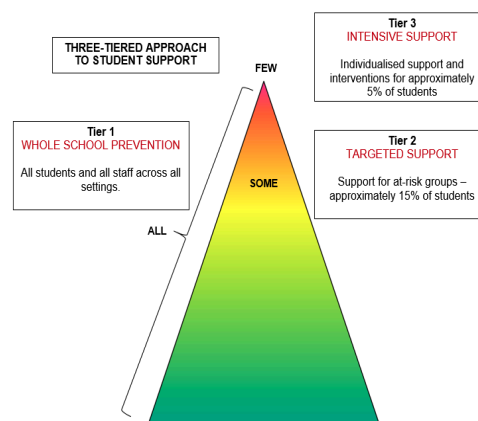 THREE-TIERED APPROACH
TO STUDENT SUPPORT
Tier 3
INTENSIVE SUPPORT
Individualised support and
interventions for approximately
5% of students
FEW
Tier 1
WHOLE SCHOOL PREVENTION
All students and all staff across all
settings.
Tier 2
TARGETED SUPPORT
Support for at-risk groups –
approximately 15% of students
SOME
ALL